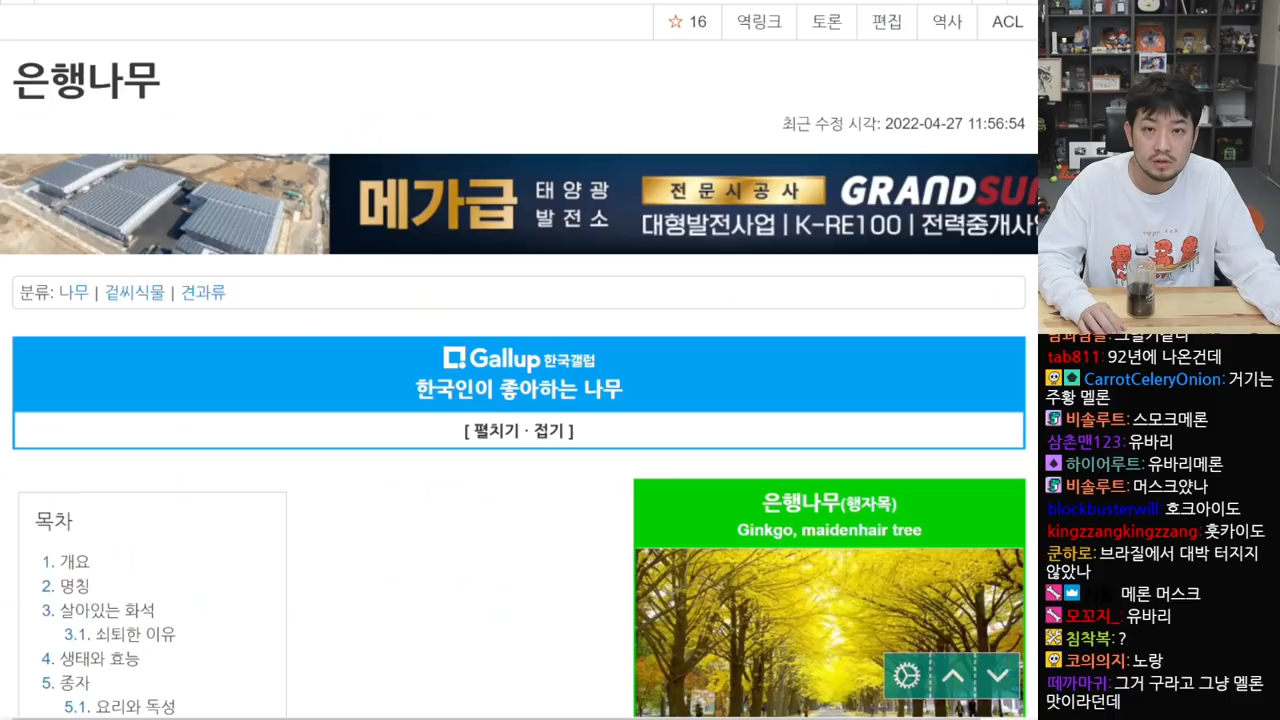 ☆ 16 역링크 토론 편집 역사 ACL
은행나무
최근 수정 시각: 2022-04-27 11:56:54
메가급 태양광 발전소 전문시공사 GRANDSU
대형발전사업 | K-RE100 | 전력중개사
분류: 나무 | 겉씨식물 | 견과류
Gallup 한국갤럽
한국인이 좋아하는 나무
[ 펼치기 · 접기 ]
목차
1. 개요
2. 명칭
3. 살아있는 화석
3.1. 쇠퇴한 이유
4. 생태와 효능
5. 종자
5.1. 요리와 독성
은행나무(행자목)
Ginkgo, maidenhair tree
tab811: 92년에 나온건데
CarrotCeleryOnion: 거기는
주황 멜론
비솔루트: 스모크메론
삼촌맨123: 유바리
하이어루트: 유바리메론
비솔루트: 머스크얐나
blockbusterwill: 호크아이도
kingzzangkingzzang: 홋카이도
쿤하로: 브라질에서 대박 터지지
않았나
메론 머스크
모꼬지_: 유바리
침착복: ?
코의의지: 노랑
떼까마귀: 그거 구라고 그냥 멜론
맛이라던데